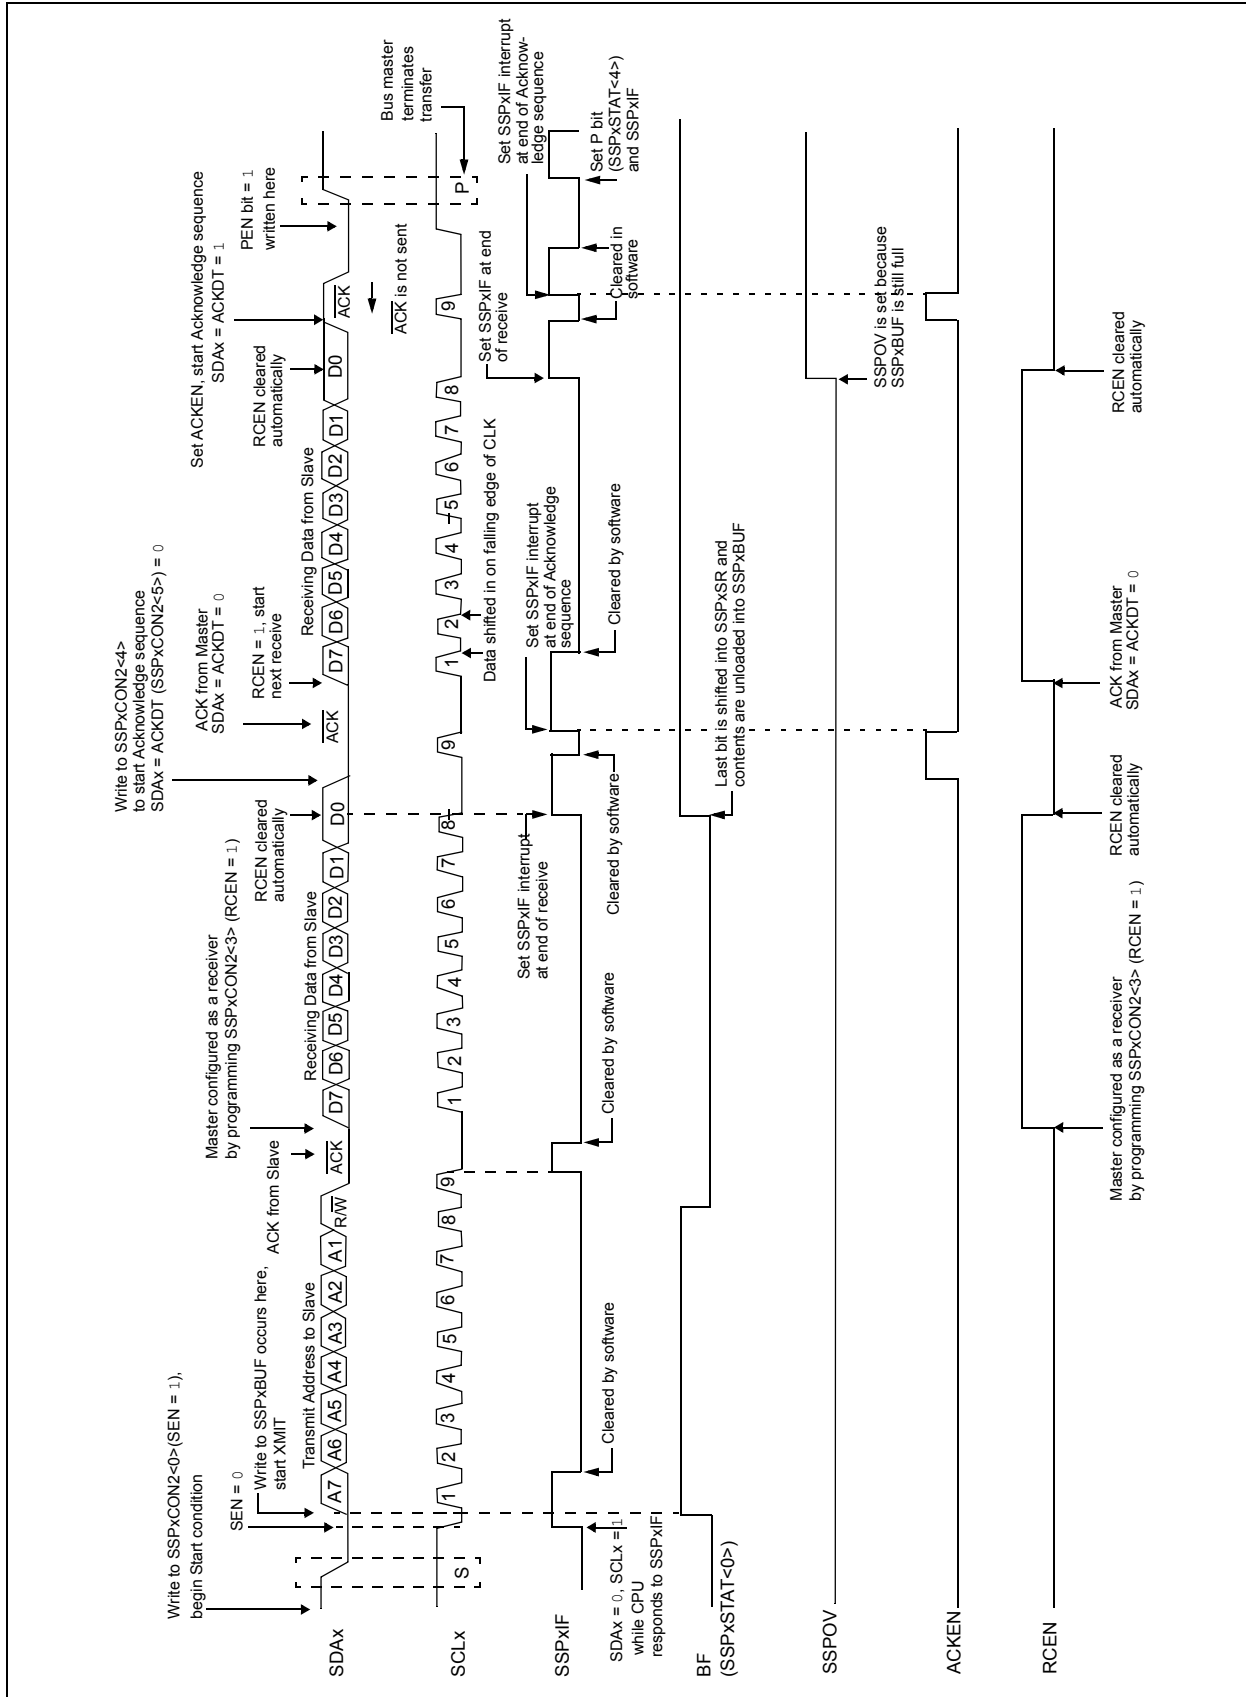 Write to SSPxCON2<0>(SEN = 1),
begin Start condition
SEN = 0
Write to SSPxBUF occurs here,
start XMIT
ACK from Slave
Master configured as a receiver
by programming SSPxCON2<3> (RCEN = 1)
RCEN cleared
automatically
Write to SSPxCON2<4>
to start Acknowledge sequence
SDAx = ACKDT (SSPxCON2<5>) = 0
ACK from Master
SDAx = ACKDT = 0
RCEN = 1, start
next receive
RCEN cleared
automatically
Set ACKEN, start Acknowledge sequence
SDAx = ACKDT = 1
PEN bit = 1
written here
Transmit Address to Slave
Receiving Data from Slave
Receiving Data from Slave
SDAx
A7 A6 A5 A4 A3 A2 A1 R/W ACK D7 D6 D5 D4 D3 D2 D1 D0 ACK D7 D6 D5 D4 D3 D2 D1 D0 ACK
ACK is not sent
Bus master
terminates
transfer
SCLx
S 1 2 3 4 5 6 7 8 9 1 2 3 4 5 6 7 8 9 1 2 3 4 5 6 7 8 9 P
Data shifted in on falling edge of CLK
Set SSPxIF interrupt
at end of receive
Set SSPxIF interrupt
at end of Acknowledge
sequence
Set SSPxIF at end
of receive
Set SSPxIF interrupt
at end of Acknow-
ledge sequence
SSPxIF
SDAx = 0, SCLx = 1
while CPU
responds to SSPxIF
Cleared by software
Cleared by software
Cleared by software
Cleared by software
Cleared in
software
Set P bit
(SSPxSTAT<4>)
and SSPxIF
BF
(SSPxSTAT<0>)
Last bit is shifted into SSPxSR and
contents are unloaded into SSPxBUF
SSPOV
SSPOV is set because
SSPxBUF is still full
ACKEN
RCEN
Master configured as a receiver
by programming SSPxCON2<3> (RCEN = 1)
RCEN cleared
automatically
ACK from Master
SDAx = ACKDT = 0
RCEN cleared
automatically